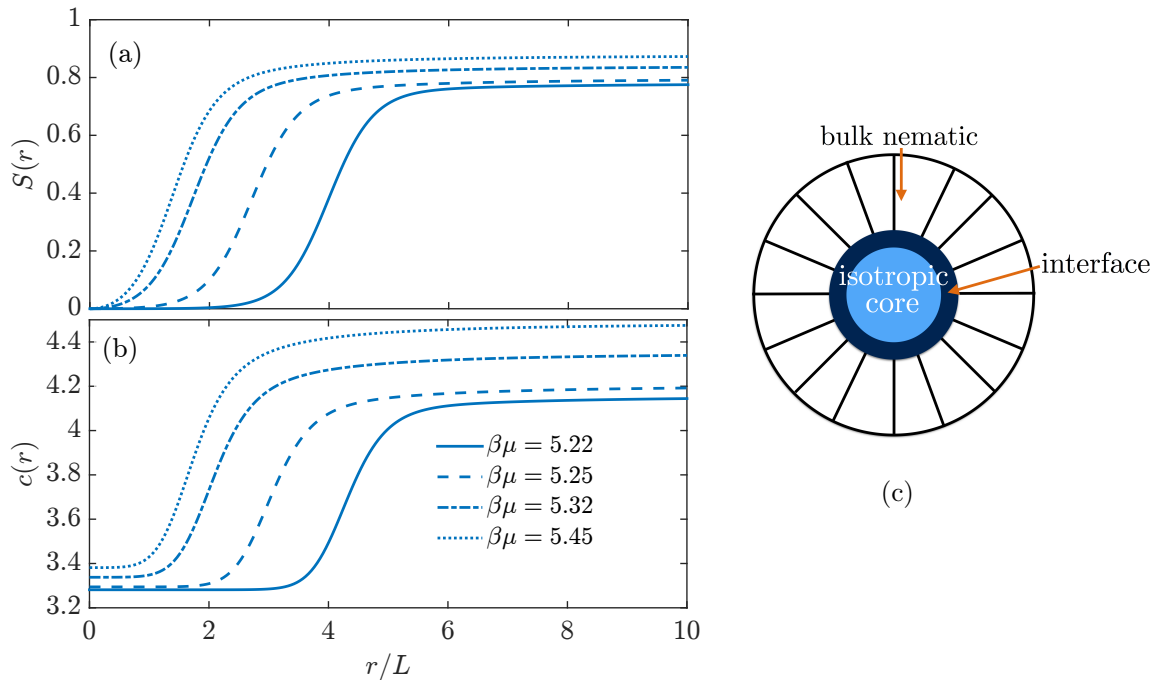 (a)
S(r)
1
0.8
0.6
0.4
0.2
0
(b)
c(r)
4.4
4.2
4
3.8
3.6
3.4
3.2
βμ = 5.22
βμ = 5.25
βμ = 5.32
βμ = 5.45
0 2 4 6 8 10
r/L
bulk nematic
interface
isotropic
core
(c)